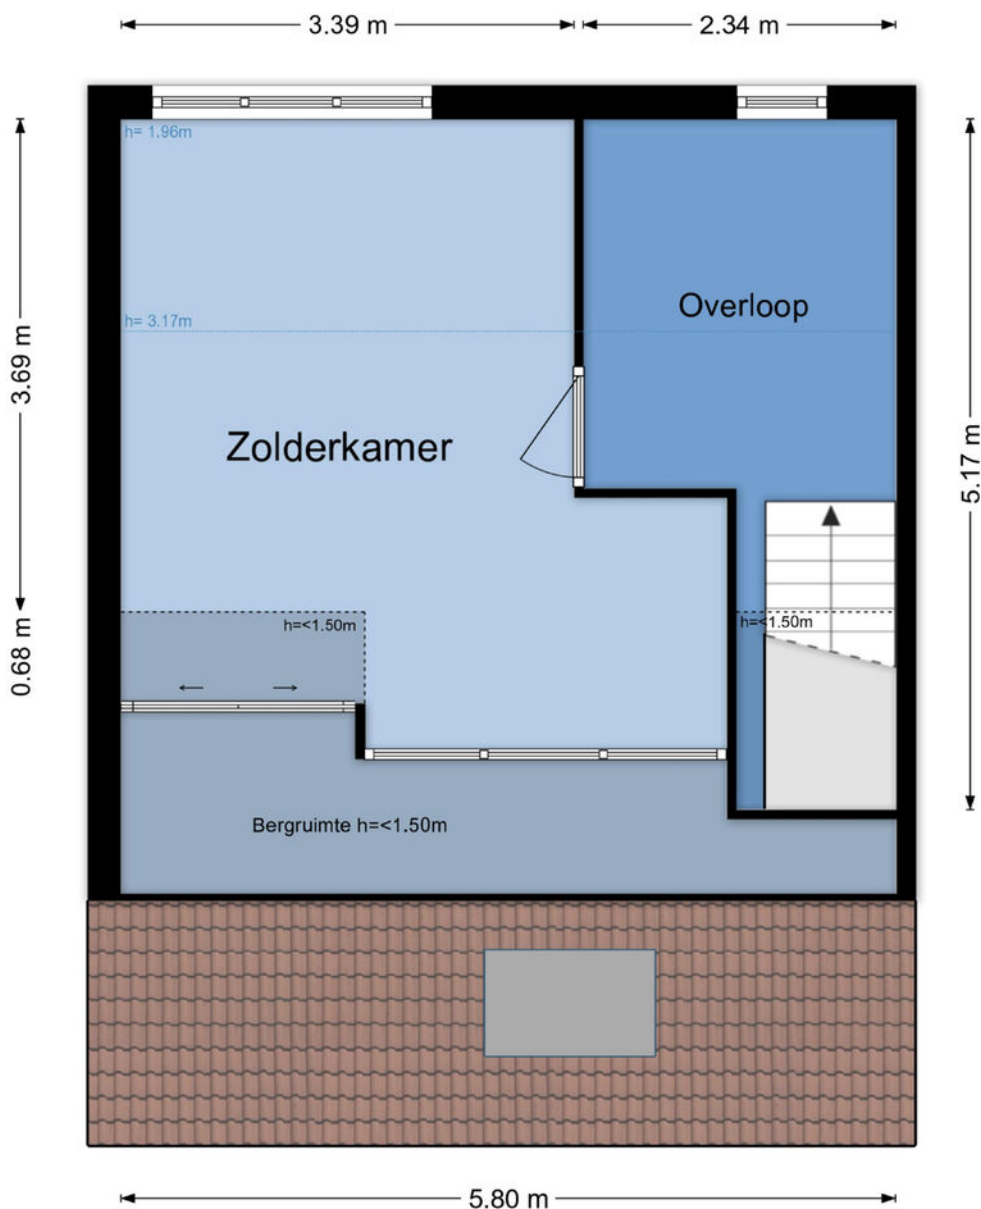 3.39 m
2.34 m
h= 1.96m
h= 3.17m
Overloop
3.69 m
Zolderkamer
5.17 m
h=<1.50m
h=<1.50m
0.68 m
Bergruimte h=<1.50m
5.80 m